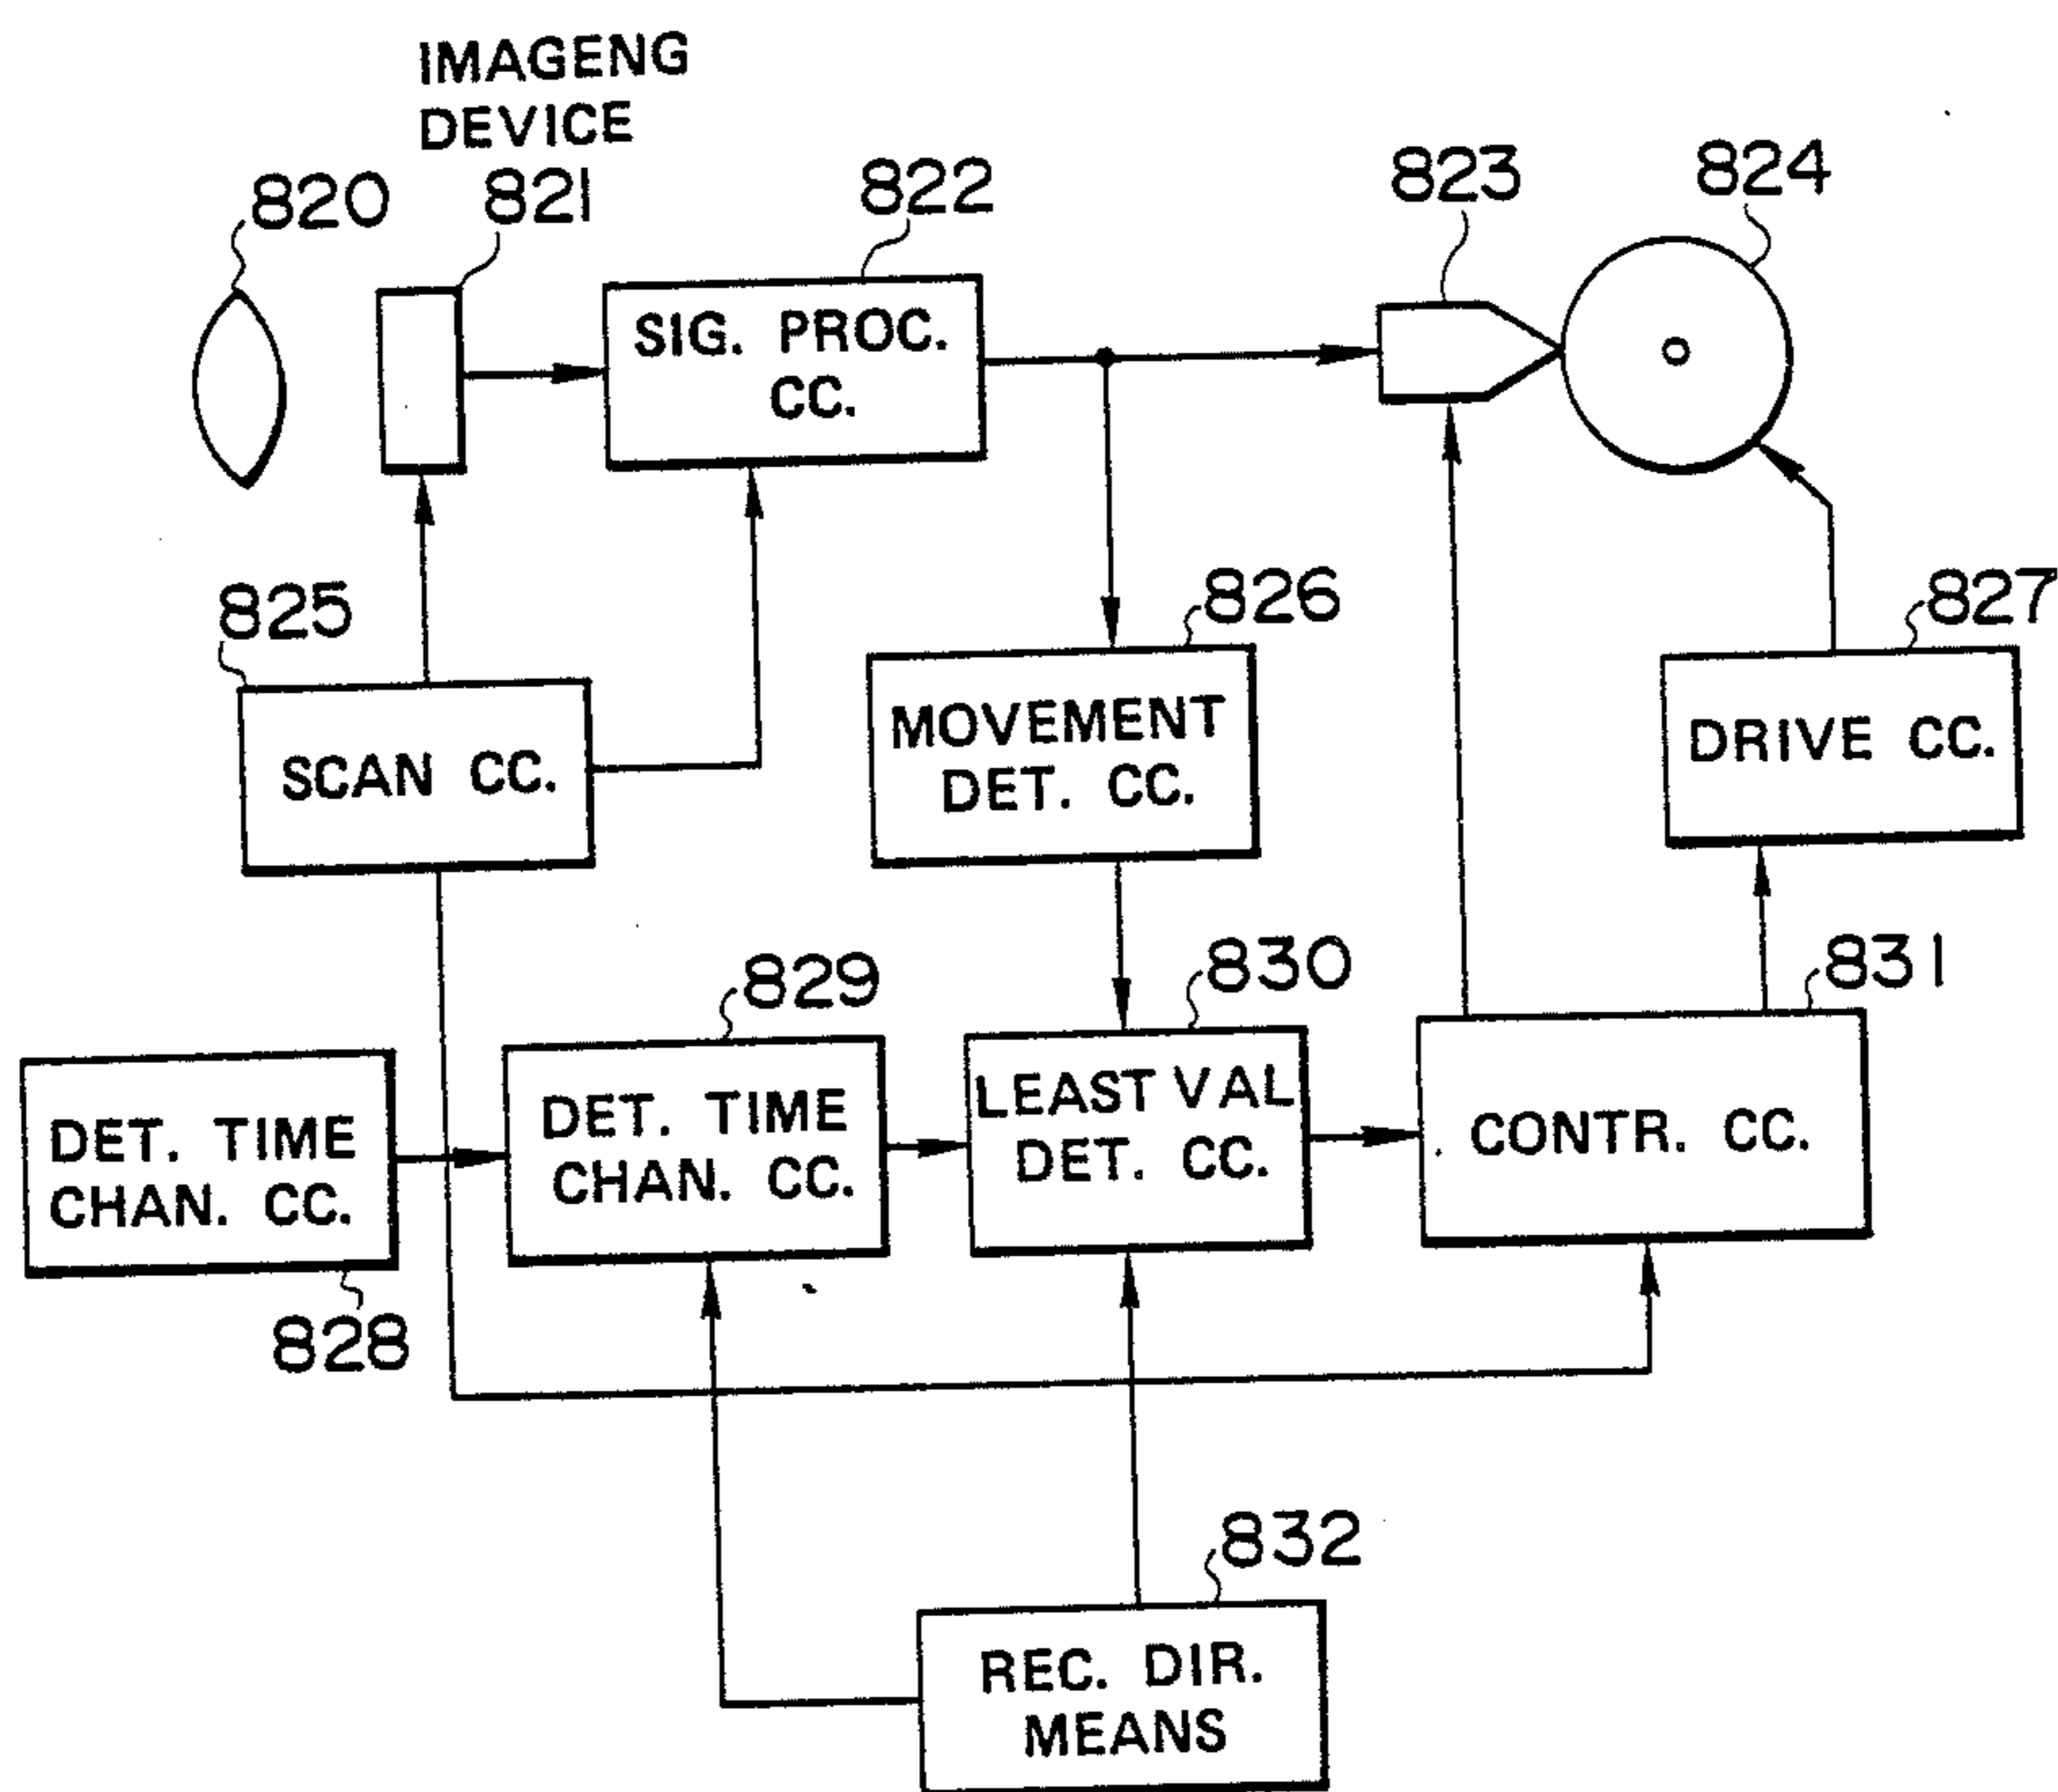 IMAGENG
DEVICE
820
821
822
823
824
SIG. PROC.
CC.
825
826
827
SCAN CC.
MOVEMENT
DET. CC.
DRIVE CC.
829
830
831
DET. TIME
CHAN. CC.
DET. TIME
CHAN. CC.
LEAST VAL
DET. CC.
CONTR. CC.
828
832
REC. DIR.
MEANS